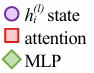 h_i^(l) state
attention
MLP